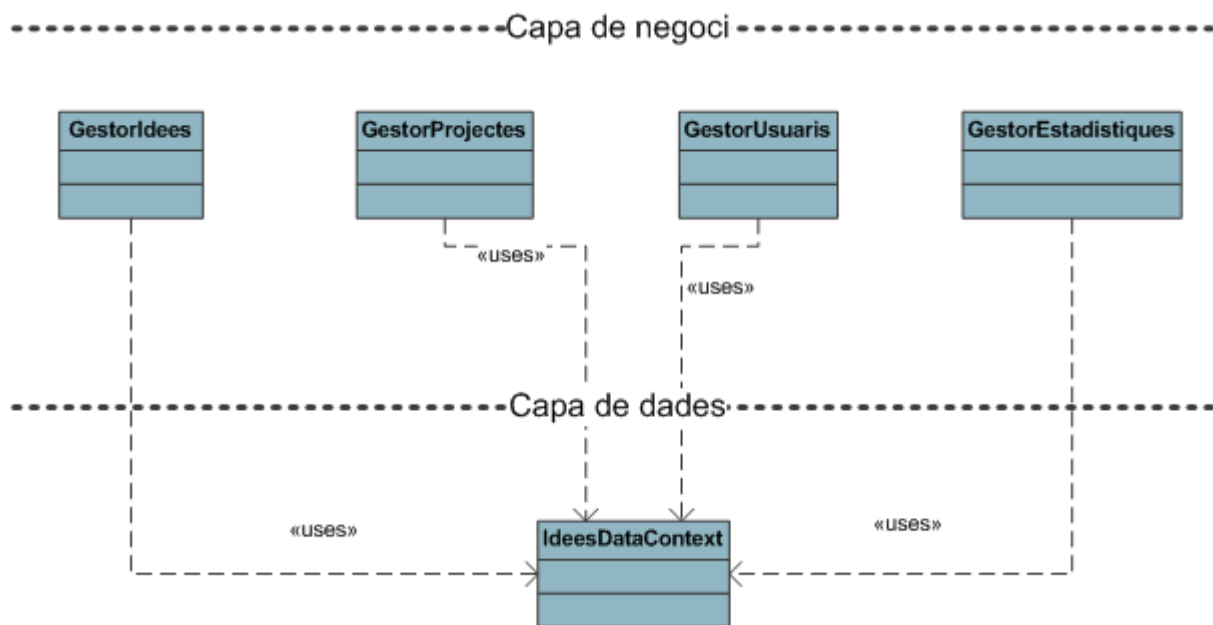 Capa de negoci
GestorIdees
GestorProjectes
GestorUsuaris
GestorEstadistiques
«uses»
«uses»
Capa de dades
«uses»
«uses»
IdeesDataContext